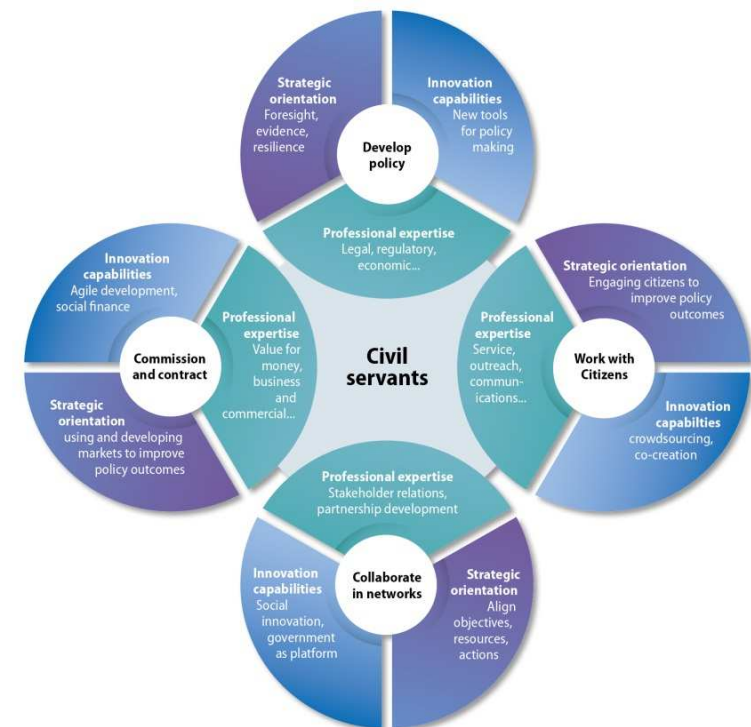 Strategic
orientation
Foresight,
evidence,
resilience
Innovation
capabilities
New tools
for policy
making
Develop
policy
Professional expertise
Legal, regulatory,
economic...
Innovation
capabilities
Agile development,
social finance
Commission
and contract
Strategic
orientation
using and developing
markets to improve
policy outcomes
Professional
expertise
Value for
money,
business
and
commercial...
Civil
servants
Professional
expertise
Service,
outreach,
commun-
ications...
Strategic orientation
Engaging citizens to
improve policy
outcomes
Work with
Citizens
Innovation
capabilties
crowdsourcing,
co-creation
Professional expertise
Stakeholder relations,
partnership development
Innovation
capabilities
Social
innovation,
government
as platform
Collaborate
in networks
Strategic
orientation
Align
objectives,
resources,
actions